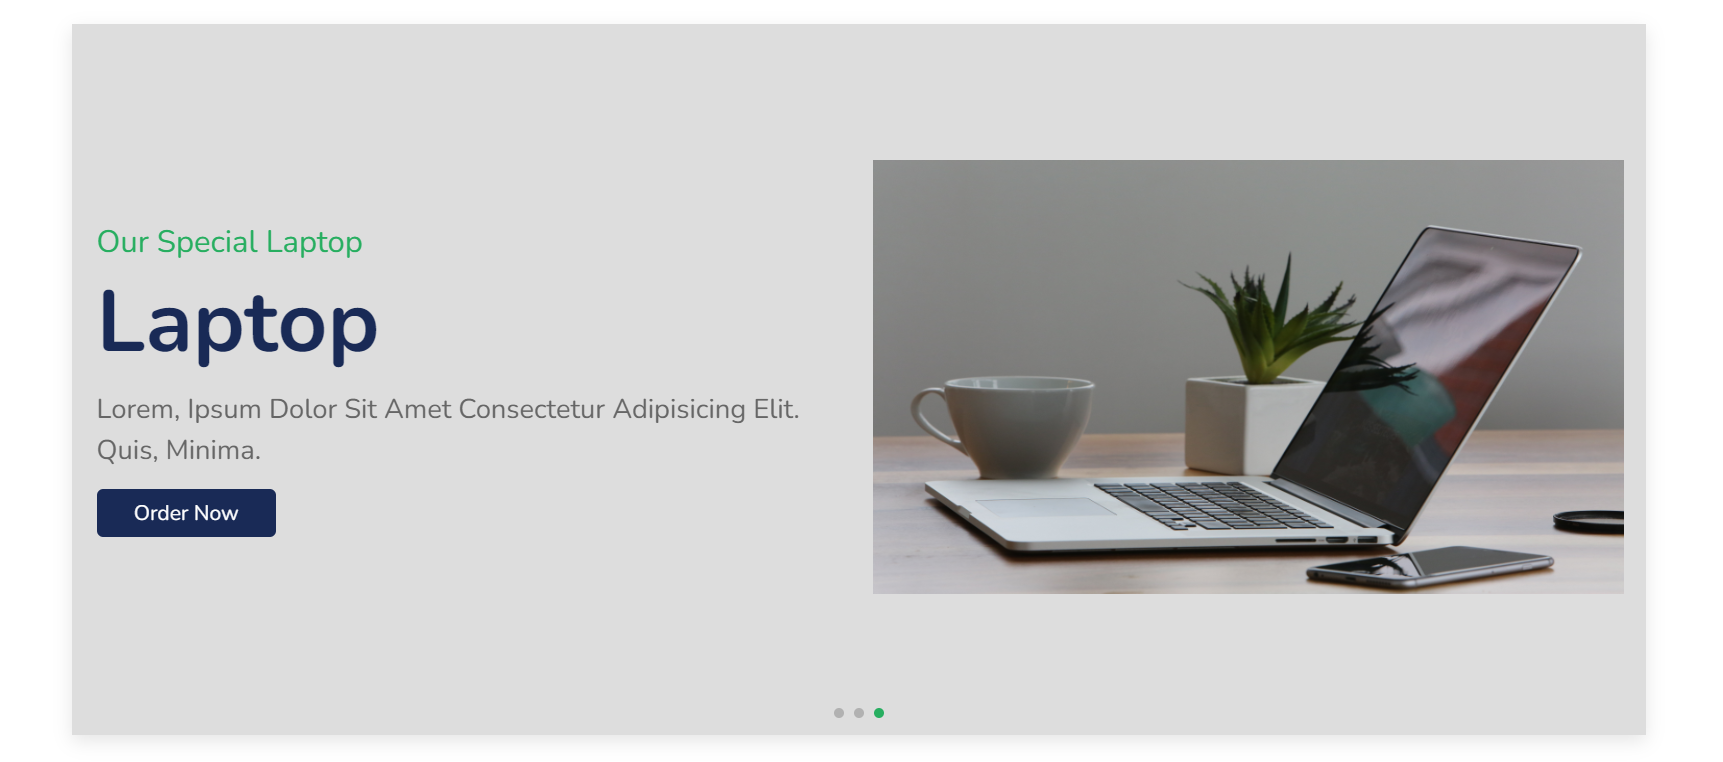 Our Special Laptop
Laptop
Lorem, Ipsum Dolor Sit Amet Consectetur Adipisicing Elit.
Quis, Minima.
Order Now